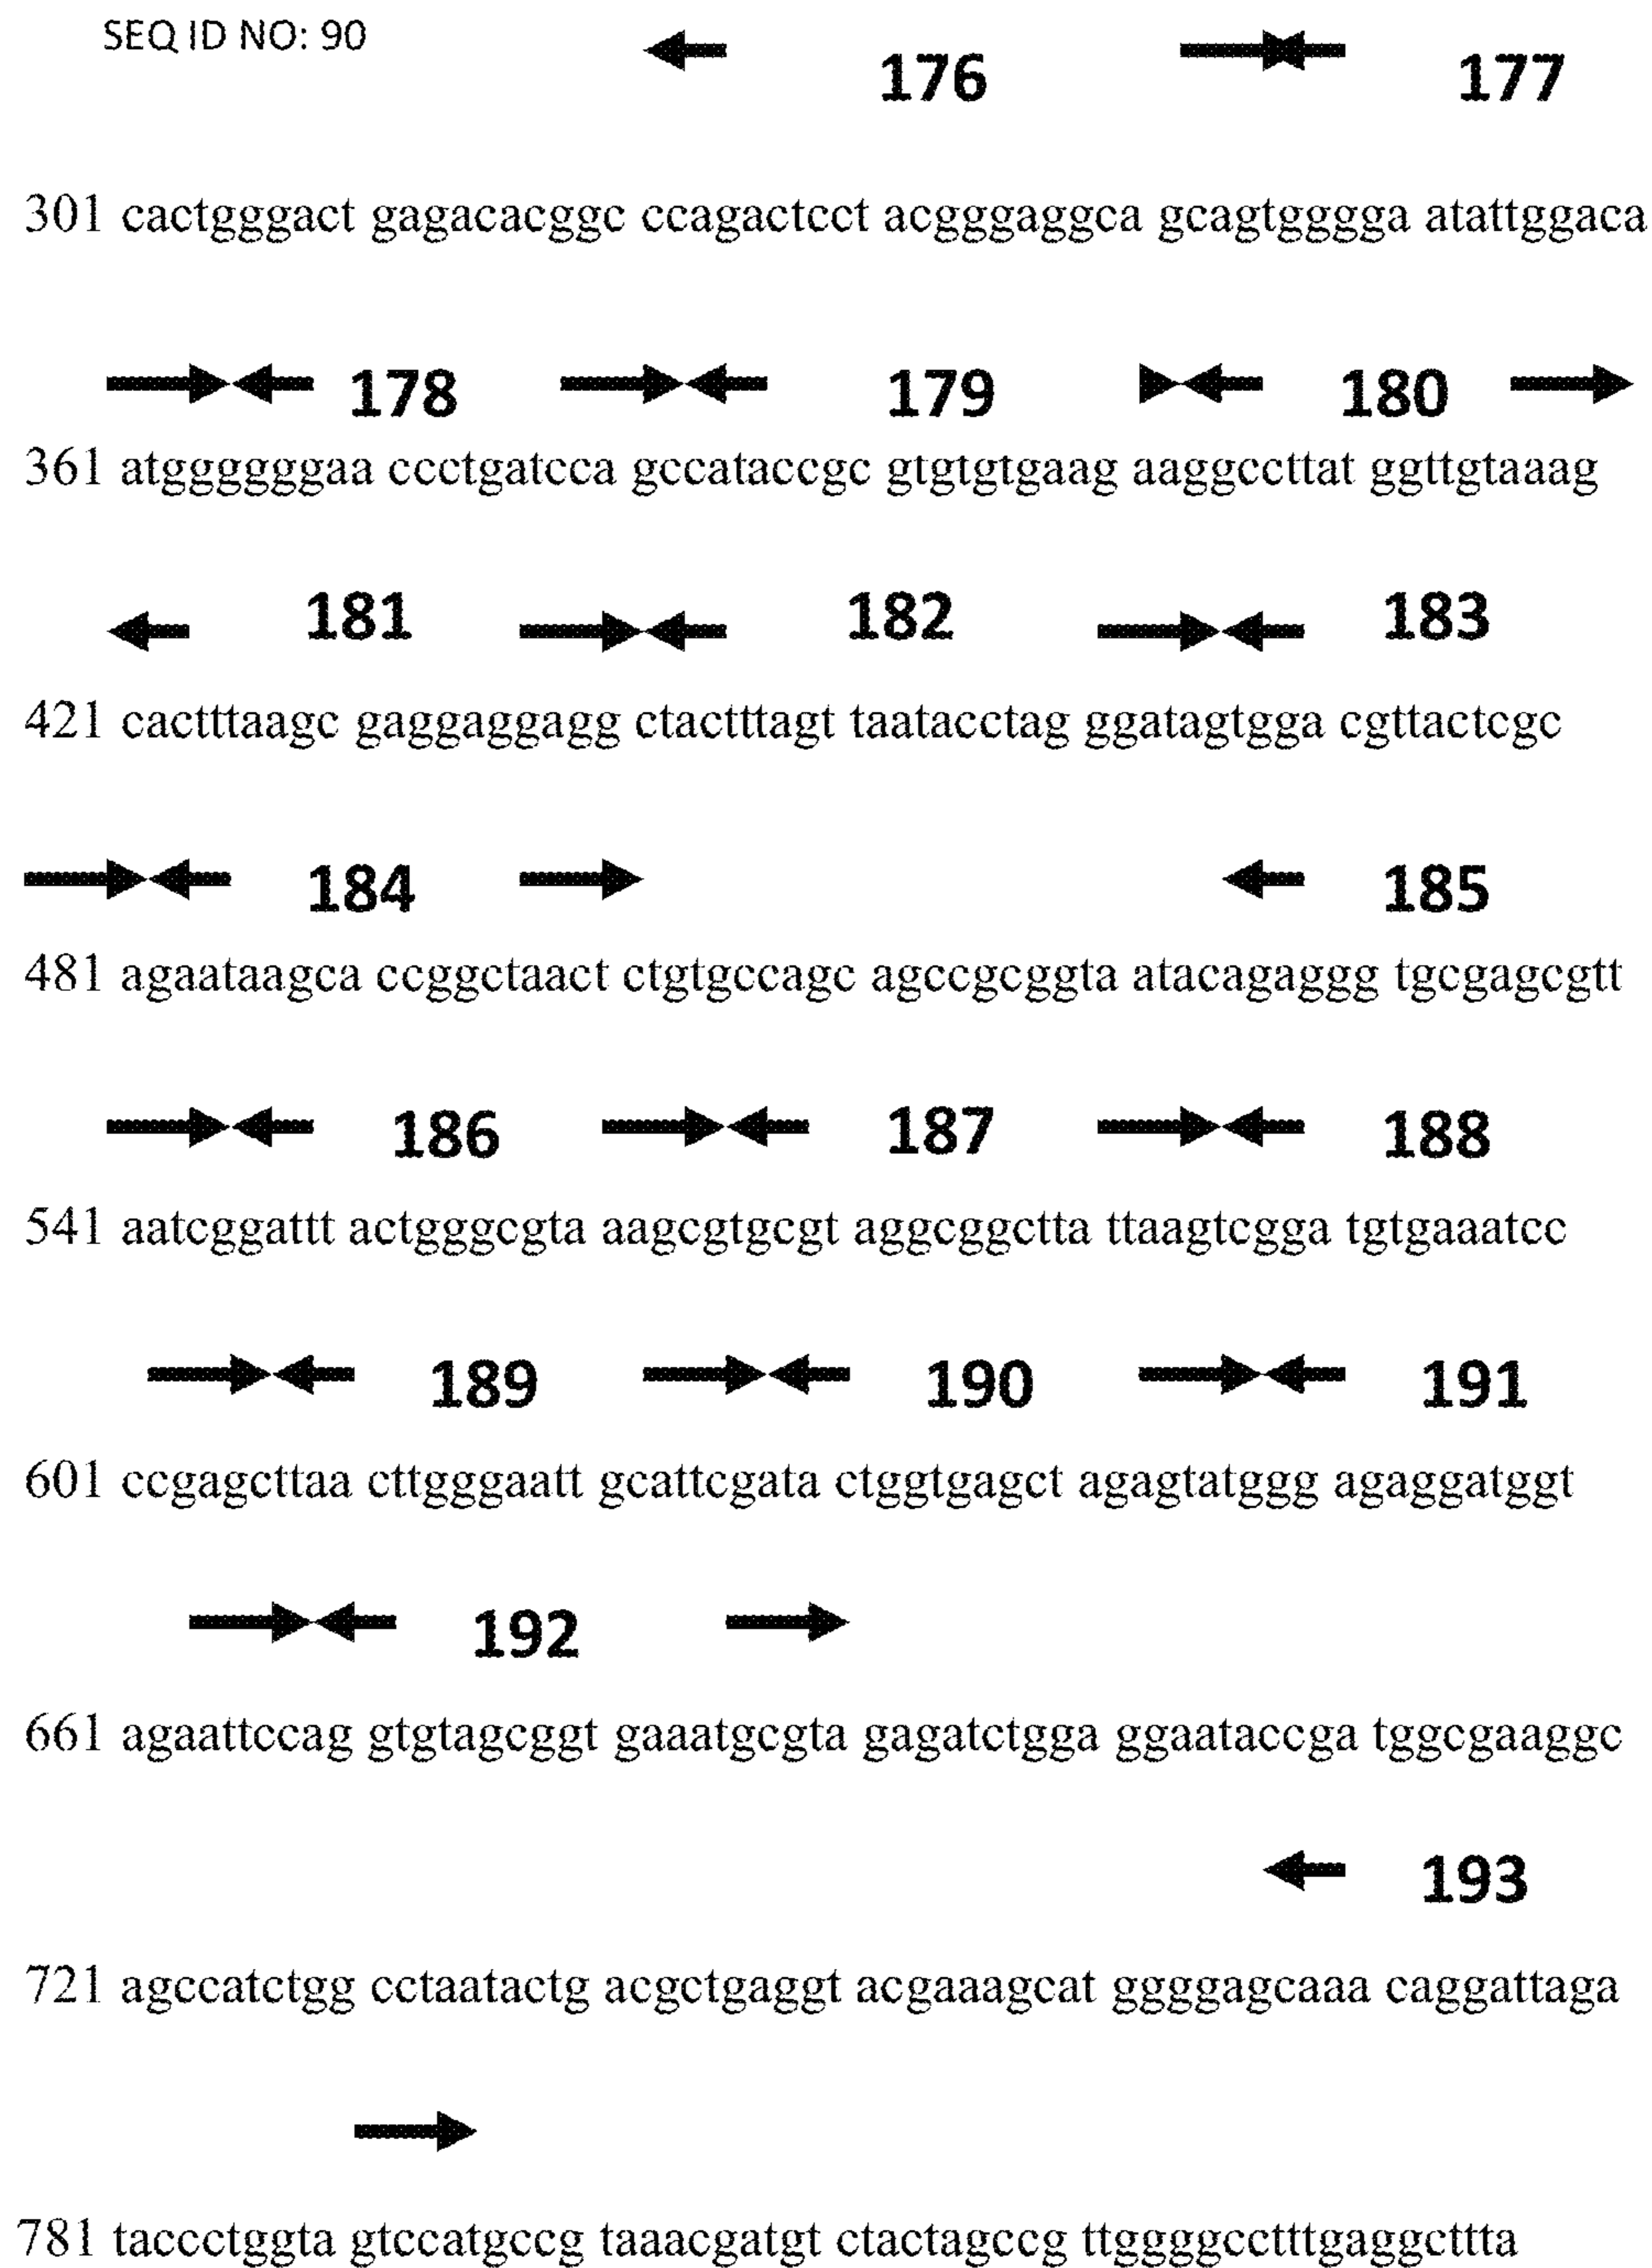 SEQ ID NO: 90
176 177
301 cactgggact gagacacggc ccagactcct acgggaggca gcagtgggga atattggaca
178 179 180
361 atggggggaa ccctgatcca gccataccgc gtgtgtgaag aaggccttat ggttgtaaag
181 182 183
421 cactttaagc gaggaggagg ctactttagt taatacctag ggatagtgga cgttactcgc
184 185
481 agaataagca ccggctaact ctgtgccagc agccgcggta atacagaggg tgcgagcgtt
186 187 188
541 aatcggattt actgggcgta aagcgtgcgt aggcggctta ttaagtcgga tgtgaaatcc
189 190 191
601 ccgagcttaa cttgggaatt gcattcgata ctggtgagct agagtatggg agaggatggt
192
661 agaattccag gtgtagcggt gaaatgcgta gagatctgga ggaataccga tggcgaaggc
193
721 agccatctgg cctaatactg acgctgaggt acgaaagcat ggggagcaaa caggattaga
781 taccctggta gtccatgccg taaacgatgt ctactagccg ttggggcctttgaggcttta